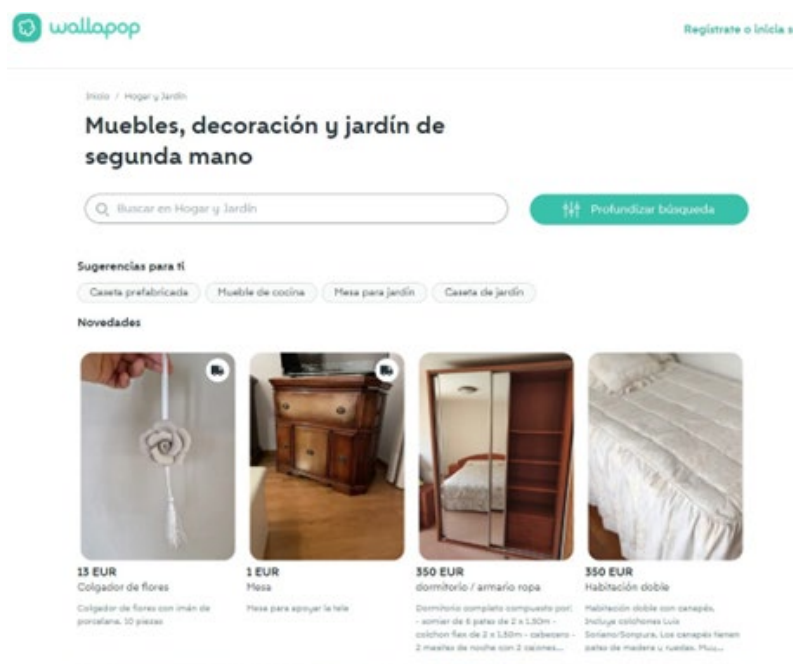 wallapop
Regístrate o inicia s
Inicio / Hogar y Jardín
Muebles, decoración y jardín de
segunda mano
Buscar en Hogar y Jardín
Profundizar búsqueda
Sugerencias para ti
Caseta prefabricada Mueble de cocina Mesa para jardín Caseta de jardín
Novedades
13 EUR
Colgador de flores
Colgador de flores con imán de
porcelana. 10 piezas
1 EUR
Mesa
Mesa para apoyar la tele
350 EUR
dormitorio / armario ropa
Dormitorio completo compuesto por:
- somier de 6 patas de 2 x 1,50m -
colchon flex de 2 x 1,50m - cabecero -
2 mesitas de noche con 2 cajones...
350 EUR
Habitación doble
Habitación doble con canapés.
Incluye colchones Luis
Soriano/Sonpura. Los canapés tienen
patas de madera y ruedas. Muy...